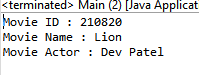 <terminated> Main (2) [Java Applicat
Movie ID : 210820
Movie Name : Lion
Movie Actor : Dev Patel